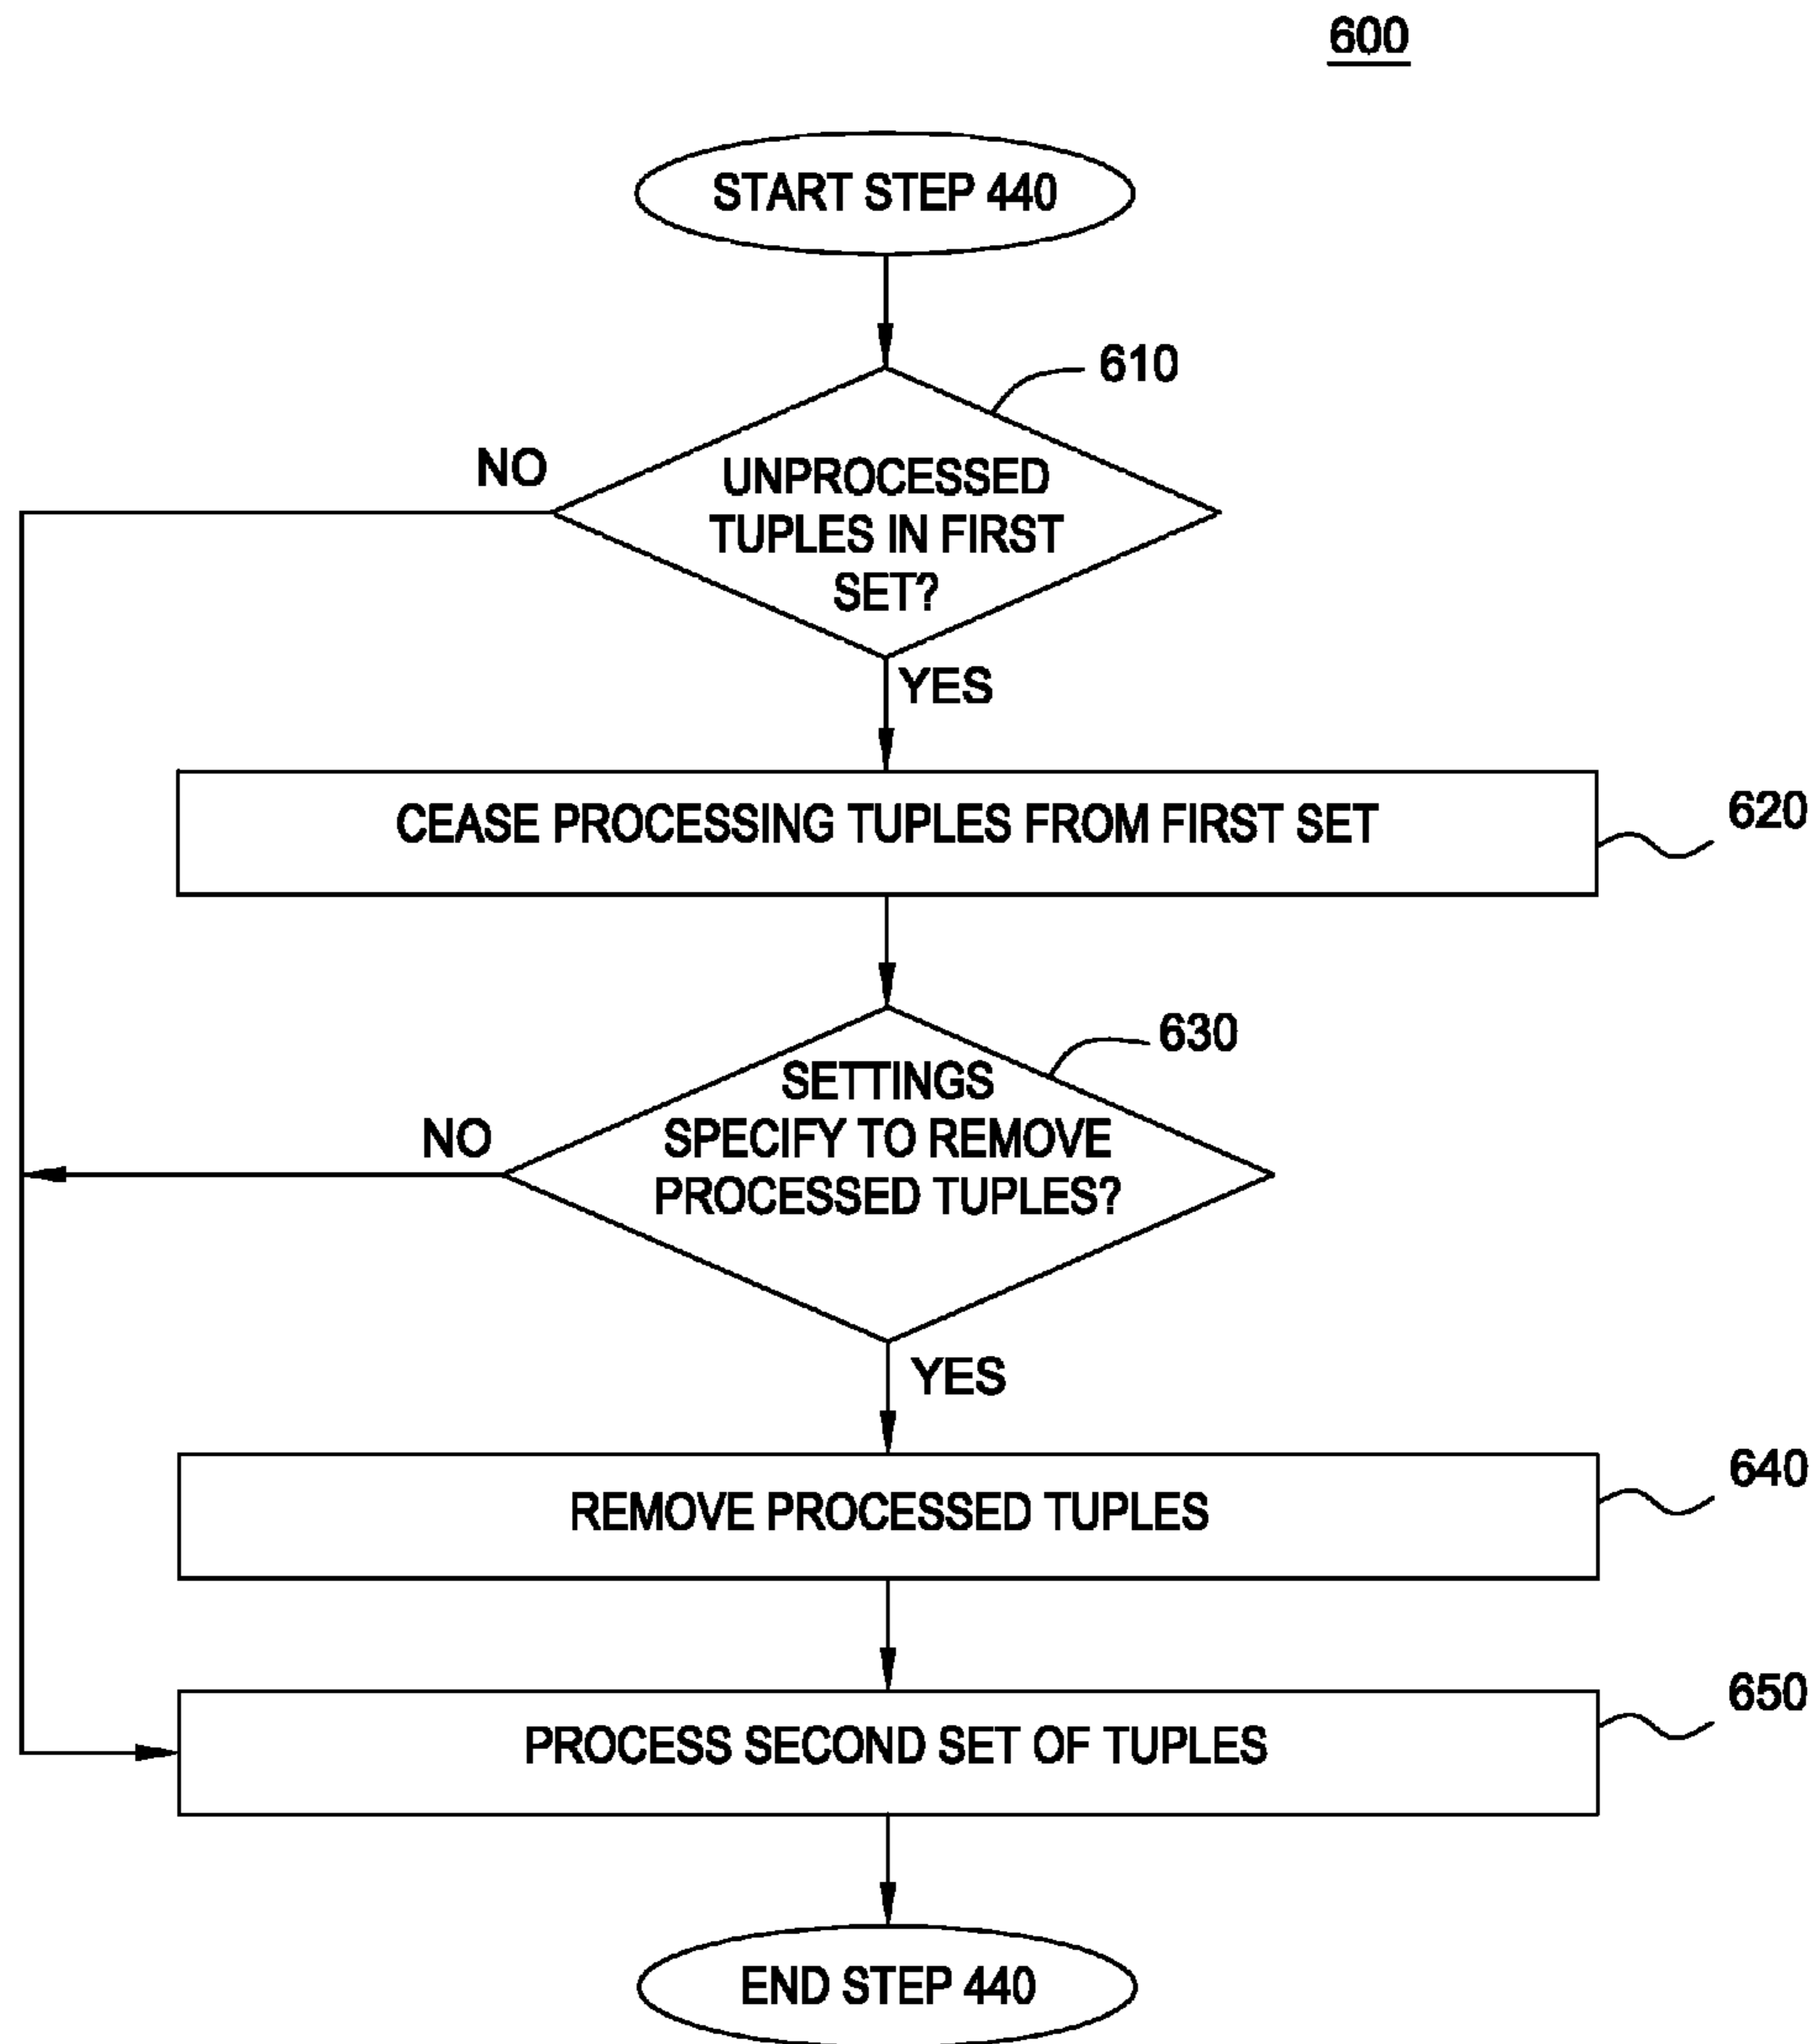 600
START STEP 440
610
NO
UNPROCESSED
TUPLES IN FIRST
SET?
YES
CEASE PROCESSING TUPLES FROM FIRST SET
620
630
SETTINGS
SPECIFY TO REMOVE
PROCESSED TUPLES?
NO
YES
REMOVE PROCESSED TUPLES
640
PROCESS SECOND SET OF TUPLES
650
END STEP 440